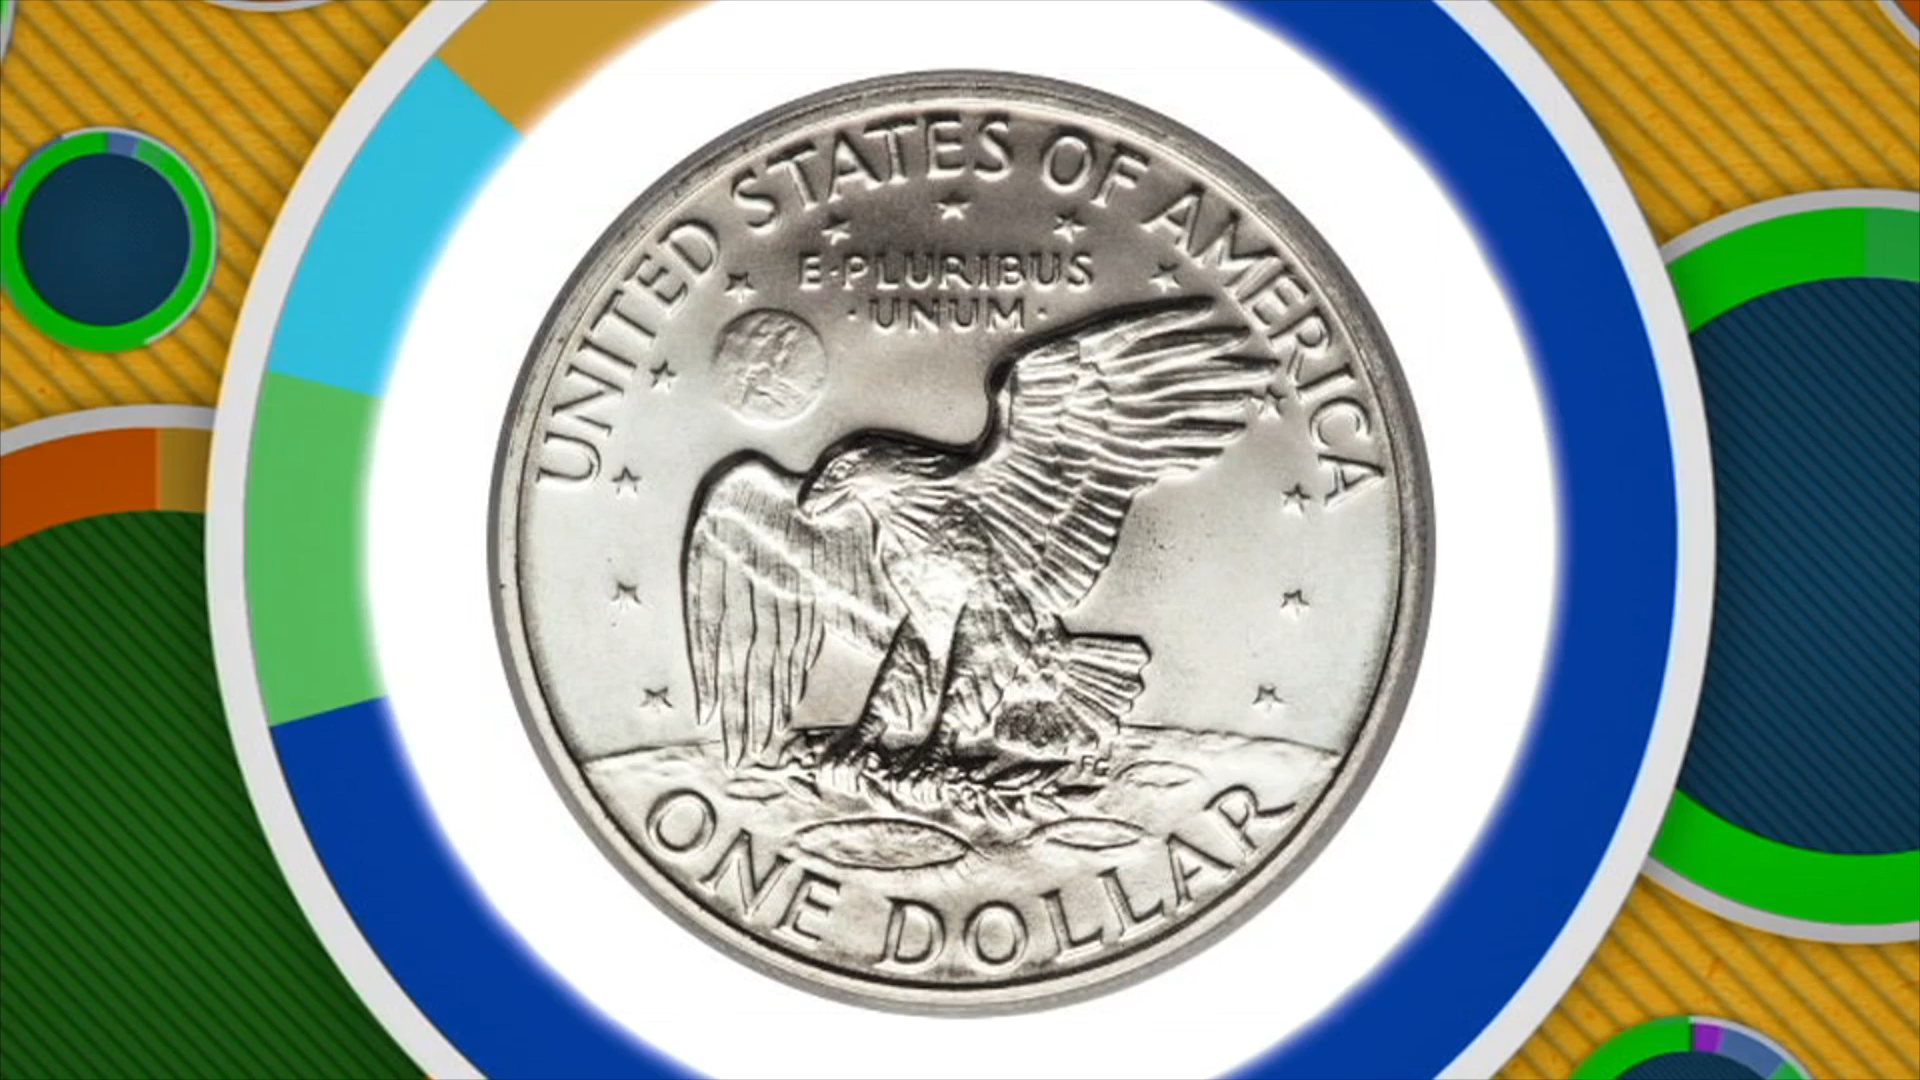 UNITED STATES OF AMERICA
E·PLURIBUS
·UNUM·
FG
ONE DOLLAR